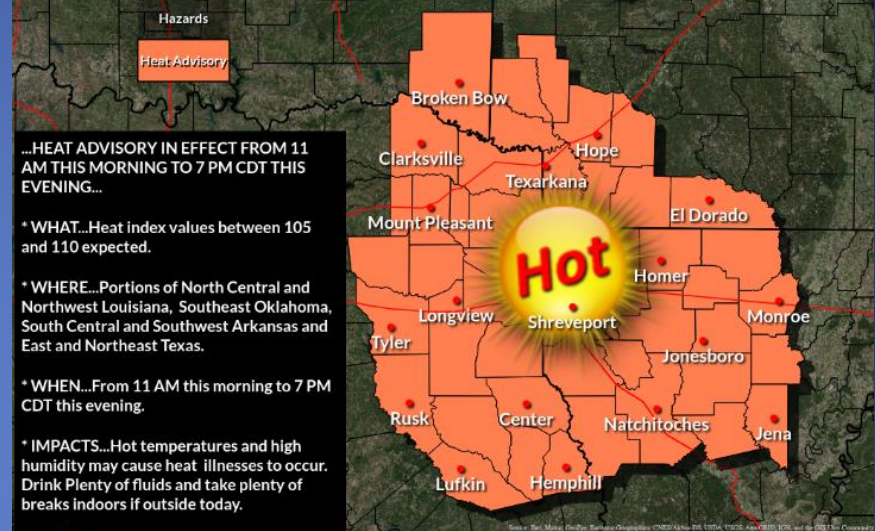 Hazards
Heat Advisory
...HEAT ADVISORY IN EFFECT FROM 11
AM THIS MORNING TO 7 PM CDT THIS
EVENING...
* WHAT...Heat index values between 105
and 110 expected.
* WHERE...Portions of North Central and
Northwest Louisiana, Southeast Oklahoma,
South Central and Southwest Arkansas and
East and Northeast Texas.
* WHEN...From 11 AM this morning to 7 PM
CDT this evening.
* IMPACTS...Hot temperatures and high
humidity may cause heat illnesses to occur.
Drink Plenty of fluids and take plenty of
breaks indoors if outside today.
Broken Bow
Clarksville
Hope
Texarkana
Mount Pleasant
El Dorado
Hot
Homer
Longview
Shreveport
Monroe
Tyler
Jonesboro
Rusk
Center
Natchitoches
Jena
Lufkin
Hemphill